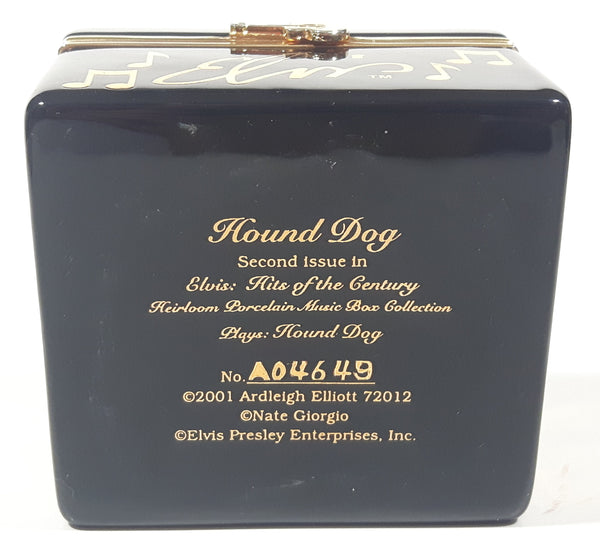 Elvis ™
Hound Dog
Second issue in
Elvis: Hits of the Century
Heirloom Porcelain Music Box Collection
Plays: Hound Dog
No. A04649
©2001 Ardleigh Elliott 72012
©Nate Giorgio
©Elvis Presley Enterprises, Inc.